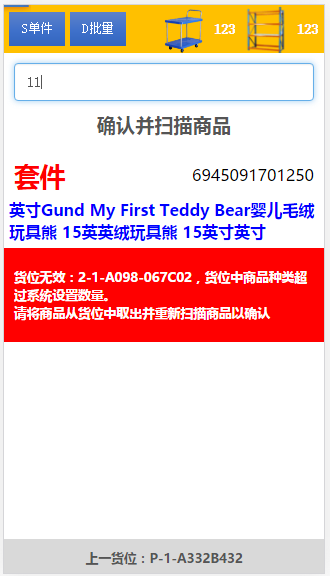 S单件 D批量 123 123
11
确认并扫描商品
套件 6945091701250
英寸Gund My First Teddy Bear婴儿毛绒
玩具熊 15英英绒玩具熊 15英寸英寸
货位无效：2-1-A098-067C02，货位中商品种类超
过系统设置数量。
请将商品从货位中取出并重新扫描商品以确认
上一货位：P-1-A332B432